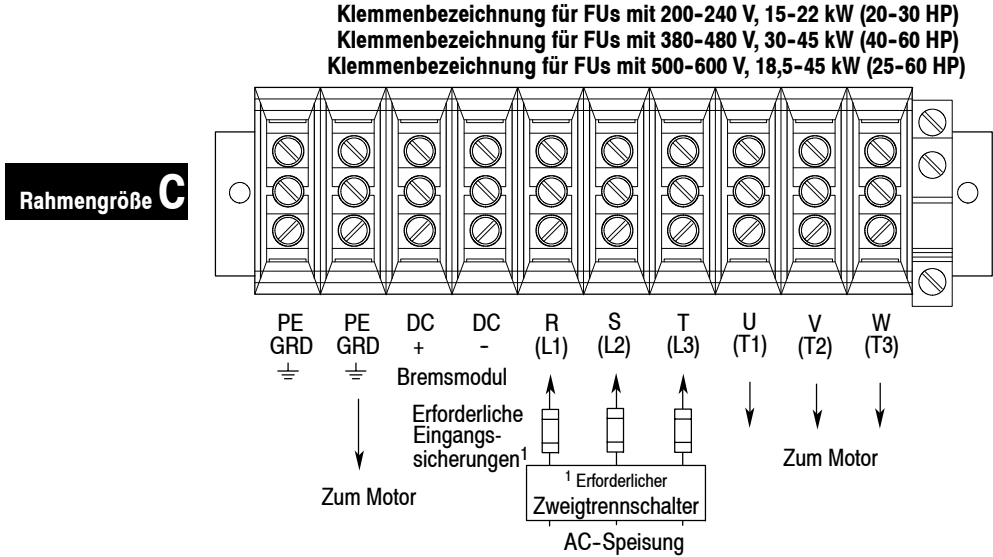 Klemmenbezeichnung für FUs mit 200-240 V, 15-22 kW (20-30 HP)
Klemmenbezeichnung für FUs mit 380-480 V, 30-45 kW (40-60 HP)
Klemmenbezeichnung für FUs mit 500-600 V, 18,5-45 kW (25-60 HP)
Rahmengröße C
PE PE DC DC R S T U V W
GRD GRD + - (L1) (L2) (L3) (T1) (T2) (T3)
Bremsmodul
Erforderliche
Eingangs-
sicherungen¹
Zum Motor
Zum Motor
¹ Erforderlicher
Zweigtrennschalter
AC-Speisung